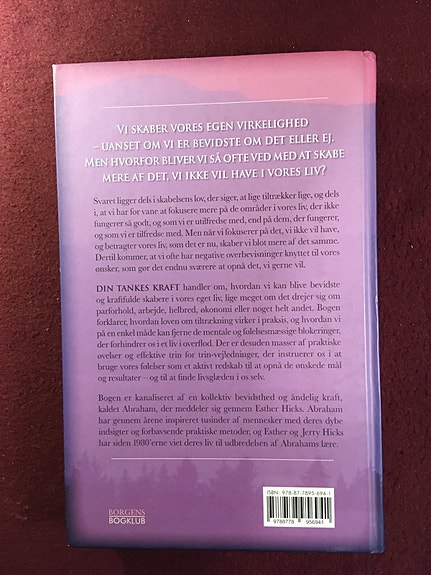 VI SKABER VORES EGEN VIRKELIGHED
– UANSET OM VI ER BEVIDSTE OM DET ELLER EJ.
MEN HVORFOR BLIVER VI SÅ OFTE VED MED AT SKABE
MERE AF DET, VI IKKE VIL HAVE I VORES LIV?
Svaret ligger dels i skabelsens lov, der siger, at lige tiltrækker lige, og dels
i, at vi har for vane at fokusere mere på de områder i vores liv, der ikke
fungerer så godt, og som vi er utilfredse med, end på dem, der fungerer,
og som vi er tilfredse med. Men når vi fokuserer på det, vi ikke vil have,
og betragter vores liv, som det er nu, skaber vi blot mere af det samme.
Dertil kommer, at vi ofte har negative overbevisninger knyttet til vores
ønsker, som gør det endnu sværere at opnå det, vi gerne vil.
DIN TANKES KRAFT handler om, hvordan vi kan blive bevidste
og kraftfulde skabere i vores eget liv, lige meget om det drejer sig om
parforhold, arbejde, helbred, økonomi eller noget helt andet. Bogen
forklarer, hvordan loven om tiltrækning virker i praksis, og hvordan vi
på en enkel måde kan fjerne de mentale og følelsesmæssige blokeringer,
der forhindrer os i et liv i overflod. Der er desuden masser af praktiske
øvelser og effektive trin for trin-vejledninger, der instruerer os i at
bruge vores følelser som et aktivt redskab til at opnå de ønskede mål
og resultater – og til at finde livsglæden i os selv.
Bogen er kanaliseret af en kollektiv bevidsthed og åndelig kraft,
kaldet Abraham, der meddeler sig gennem Esther Hicks. Abraham
har gennem årene inspireret tusinder af mennesker med deres dybe
indsigter og forbavsende praktiske metoder, og Esther og Jerry Hicks
har siden 1980'erne viet deres liv til udbredelsen af Abrahams lære.
ISBN: 978-87-7895-694-1
9788778 956941
BORGENS
BOGKLUB